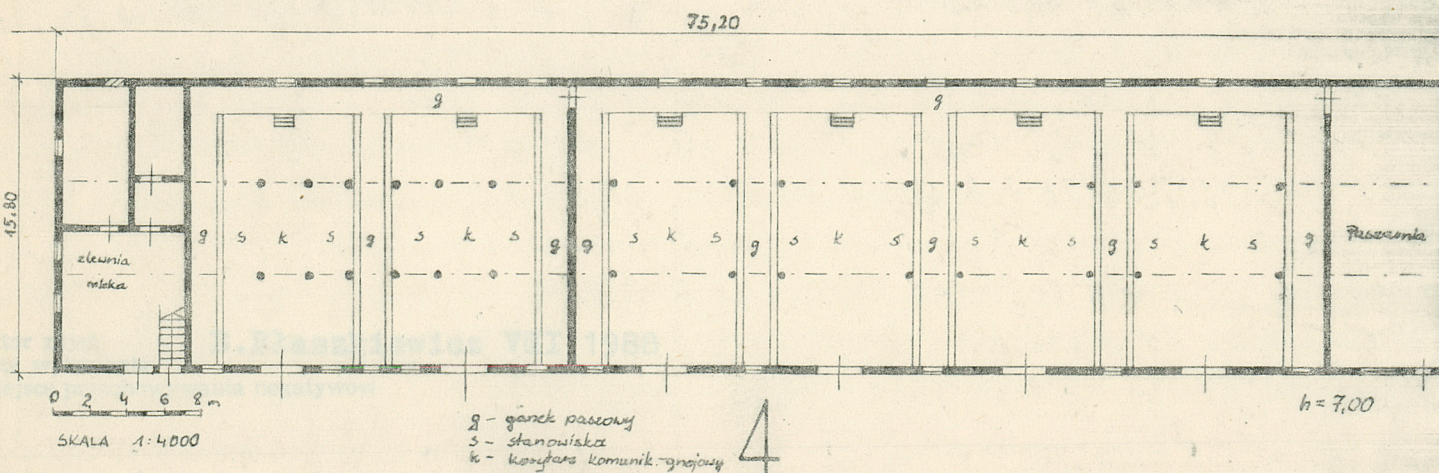 75,20
15.80
g g
g s k s g s k s g g s k s g s k s g s k s g s k s g
zlewnia
mleka
Paszarnia
0 2 4 6 8 m
SKALA 1:4000
g - ganek paszowy
s - stanowiska
k - korytarz komunik.-gnojowy
h = 7,00